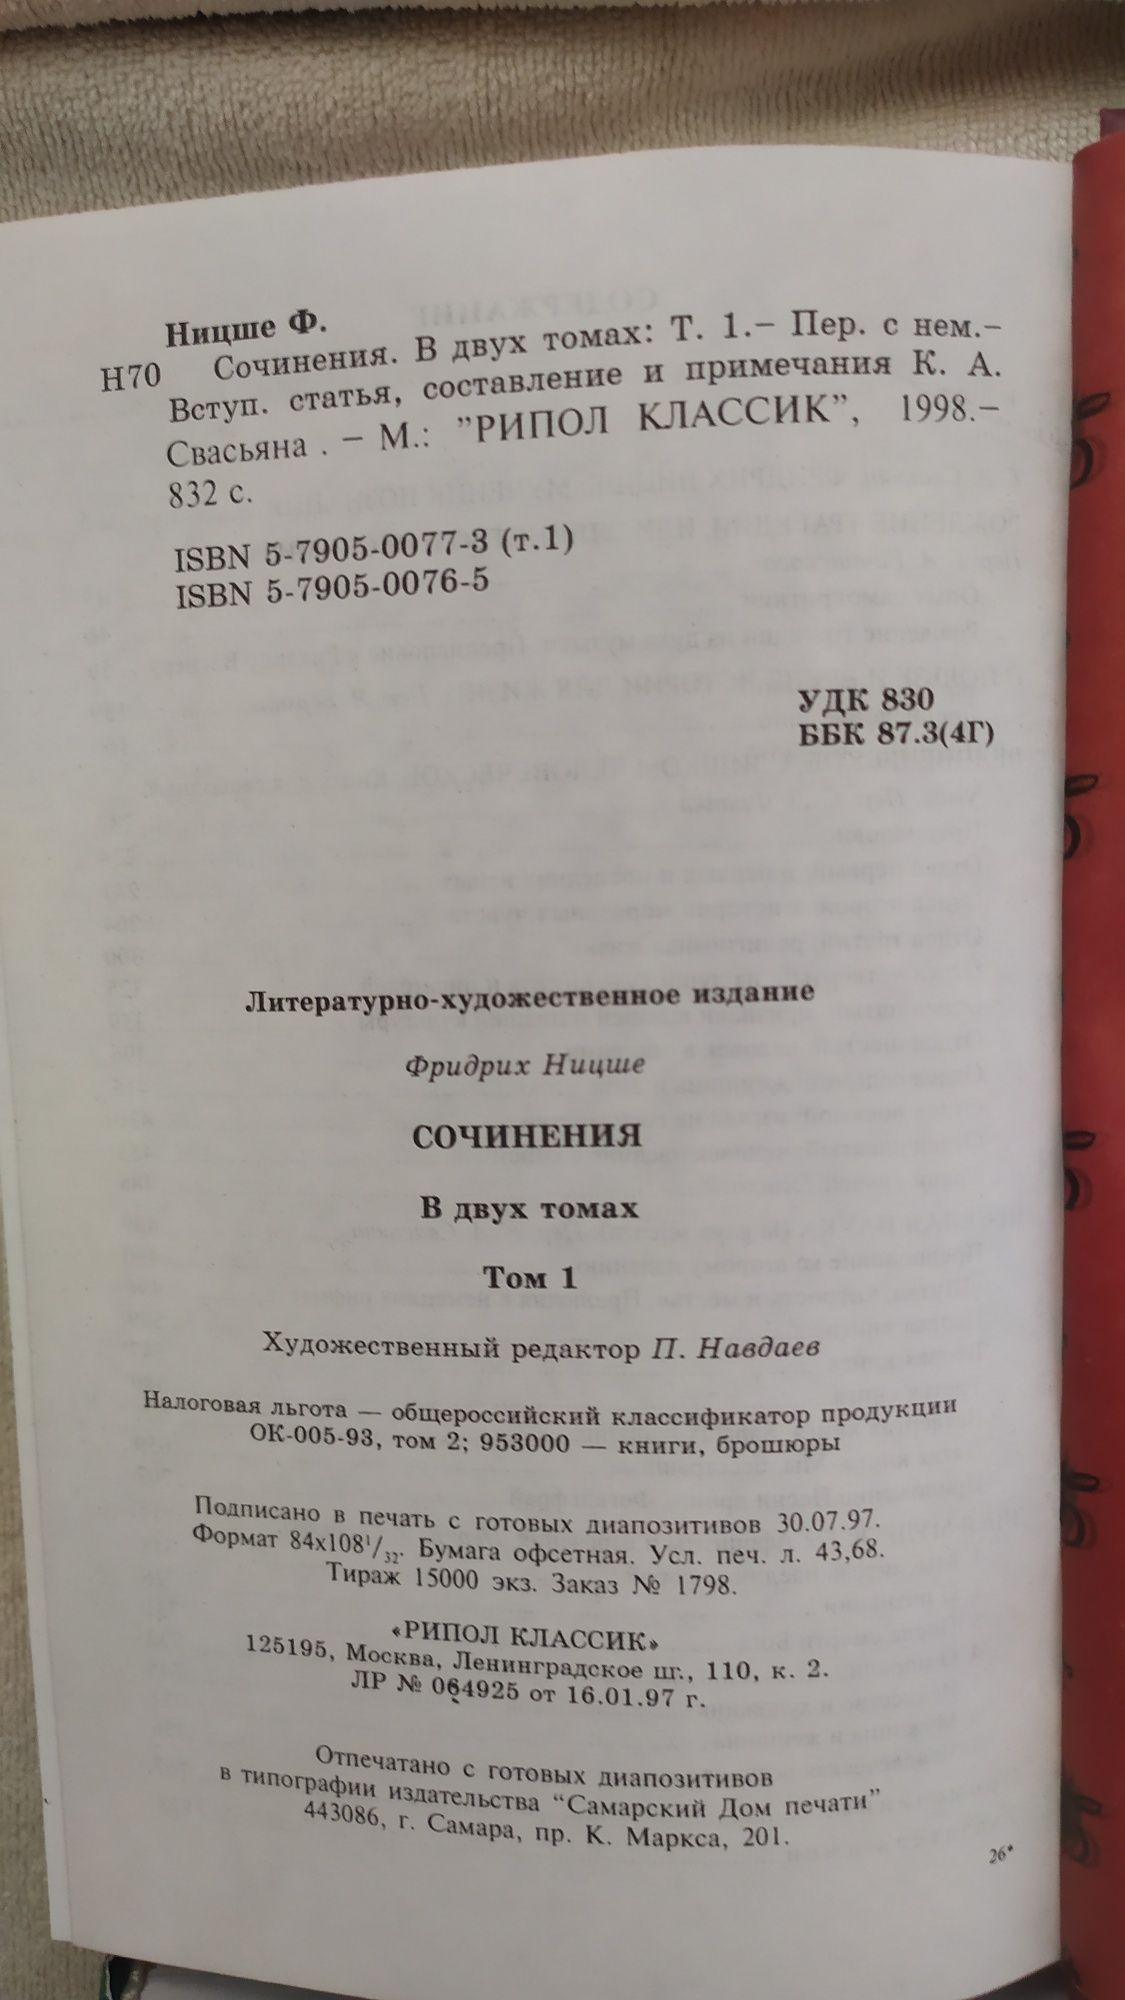 Ницше Ф.
Н70 Сочинения. В двух томах: Т. 1.– Пер. с нем.–
Вступ. статья, составление и примечания К. А.
Свасьяна . – М.: "РИПОЛ КЛАССИК", 1998.–
832 с.
ISBN 5-7905-0077-3 (т.1)
ISBN 5-7905-0076-5
УДК 830
ББК 87.3(4Г)
Литературно-художественное издание
Фридрих Ницше
СОЧИНЕНИЯ
В двух томах
Том 1
Художественный редактор П. Навдаев
Налоговая льгота — общероссийский классификатор продукции
ОК-005-93, том 2; 953000 — книги, брошюры
Подписано в печать с готовых диапозитивов 30.07.97.
Формат 84х108 1/32. Бумага офсетная. Усл. печ. л. 43,68.
Тираж 15000 экз. Заказ № 1798.
«РИПОЛ КЛАССИК»
125195, Москва, Ленинградское ш., 110, к. 2.
ЛР № 064925 от 16.01.97 г.
Отпечатано с готовых диапозитивов
в типографии издательства "Самарский Дом печати"
443086, г. Самара, пр. К. Маркса, 201.
26*